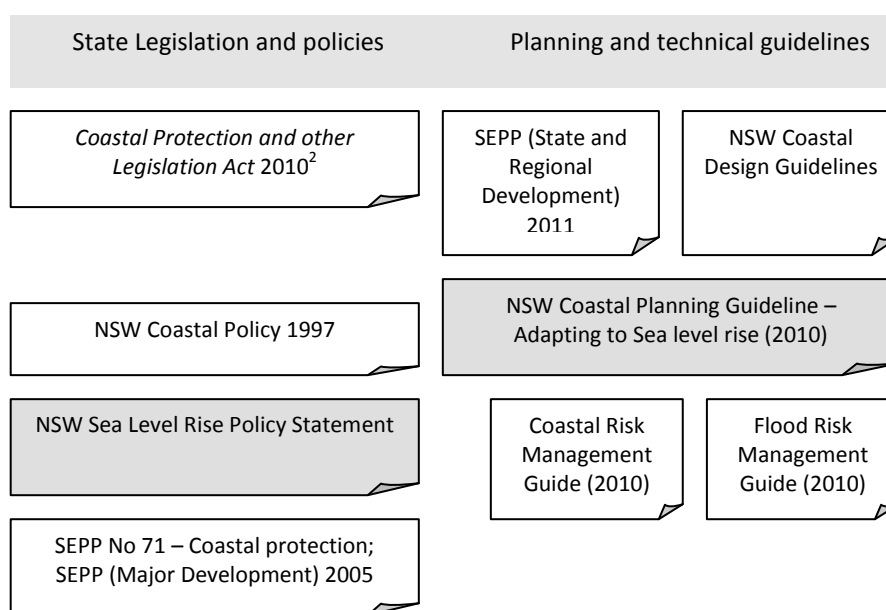 State Legislation and policies
Planning and technical guidelines
Coastal Protection and other
Legislation Act 2010²
SEPP (State and
Regional
Development)
2011
NSW Coastal
Design Guidelines
NSW Coastal Policy 1997
NSW Coastal Planning Guideline –
Adapting to Sea level rise (2010)
NSW Sea Level Rise Policy Statement
Coastal Risk
Management
Guide (2010)
Flood Risk
Management
Guide (2010)
SEPP No 71 – Coastal protection;
SEPP (Major Development) 2005